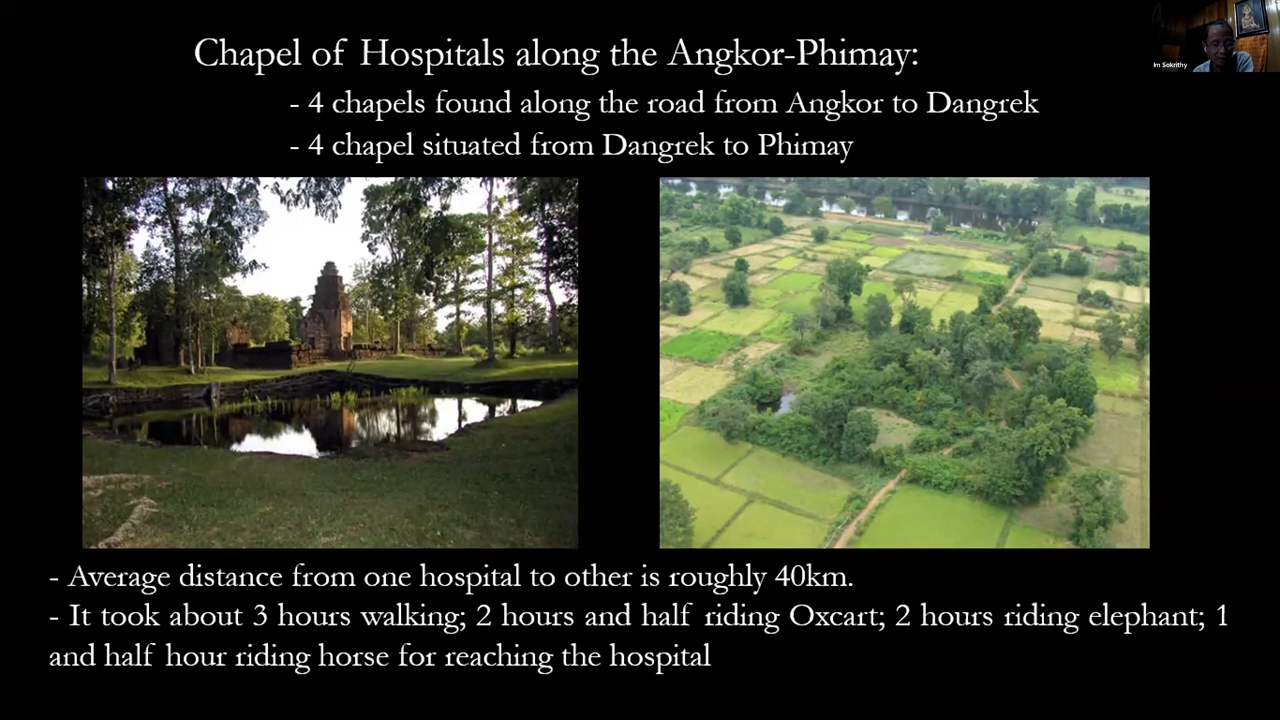 Chapel of Hospitals along the Angkor-Phimay:
- 4 chapels found along the road from Angkor to Dangrek
- 4 chapel situated from Dangrek to Phimay
Im Sokrithy
- Average distance from one hospital to other is roughly 40km.
- It took about 3 hours walking; 2 hours and half riding Oxcart; 2 hours riding elephant; 1
and half hour riding horse for reaching the hospital